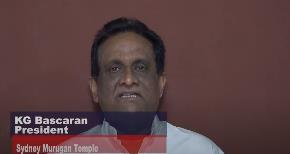 KG Bascaran
President
Sydney Murugan Temple